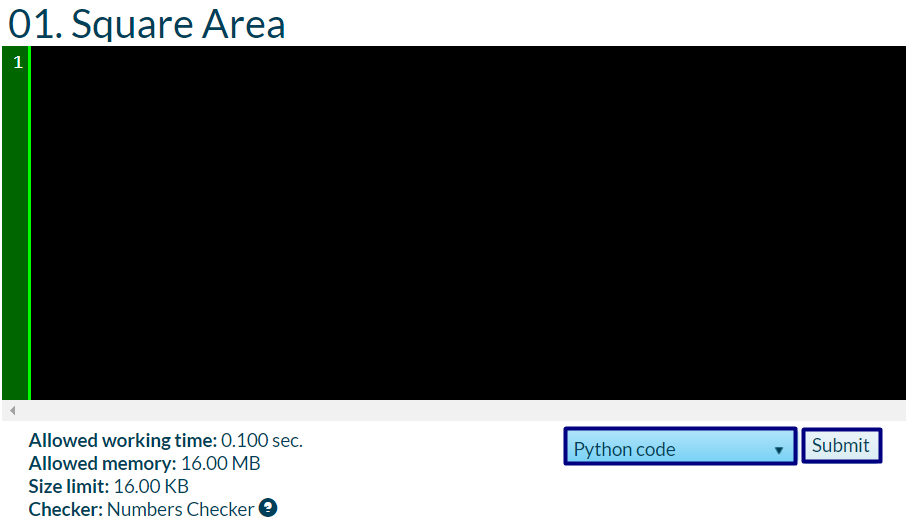 01. Square Area
1
Allowed working time: 0.100 sec.
Allowed memory: 16.00 MB
Size limit: 16.00 KB
Checker: Numbers Checker ?
Python code
Submit